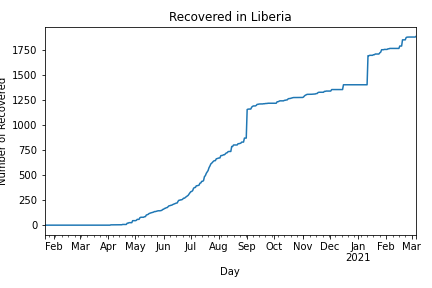 Recovered in Liberia
Number of Recovered
1750
1500
1250
1000
750
500
250
0
Feb Mar Apr May Jun Jul Aug Sep Oct Nov Dec Jan Feb Mar
2021
Day